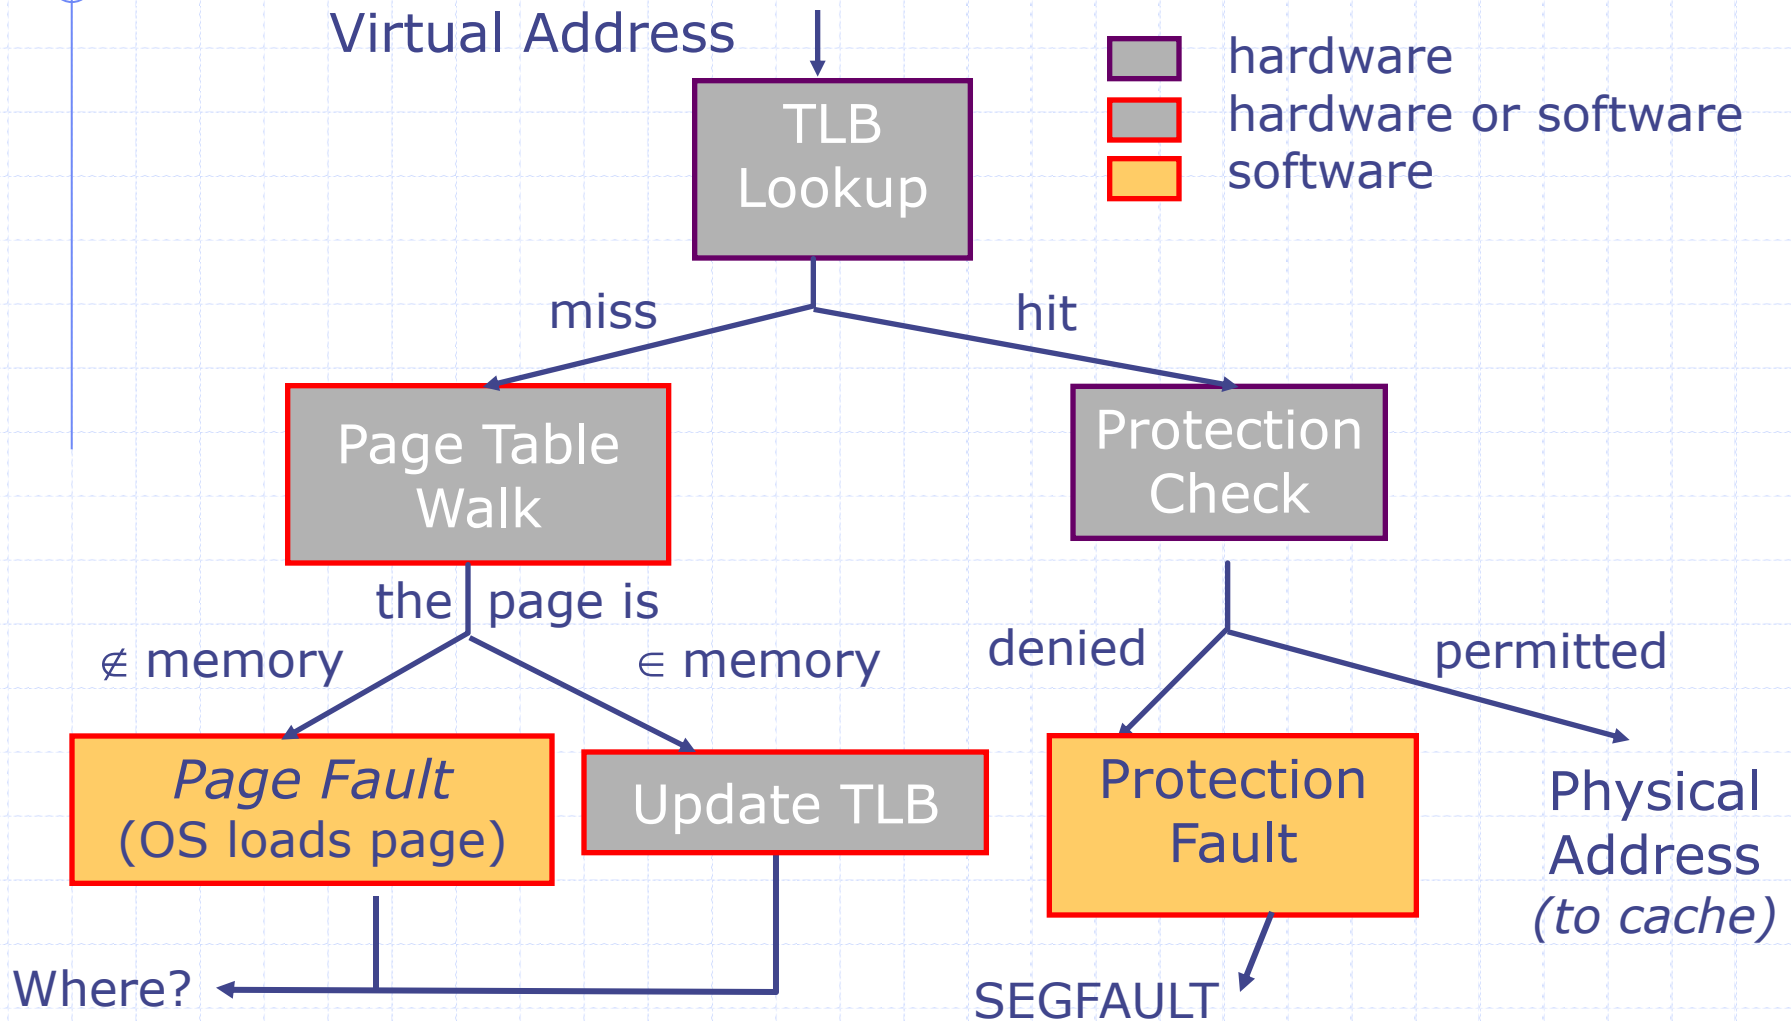 Virtual Address
hardware
hardware or software
software
TLB
Lookup
miss
hit
Page Table
Walk
Protection
Check
the page is
∉ memory
∈ memory
denied
permitted
Page Fault
(OS loads page)
Update TLB
Protection
Fault
Physical
Address
(to cache)
Where?
SEGFAULT